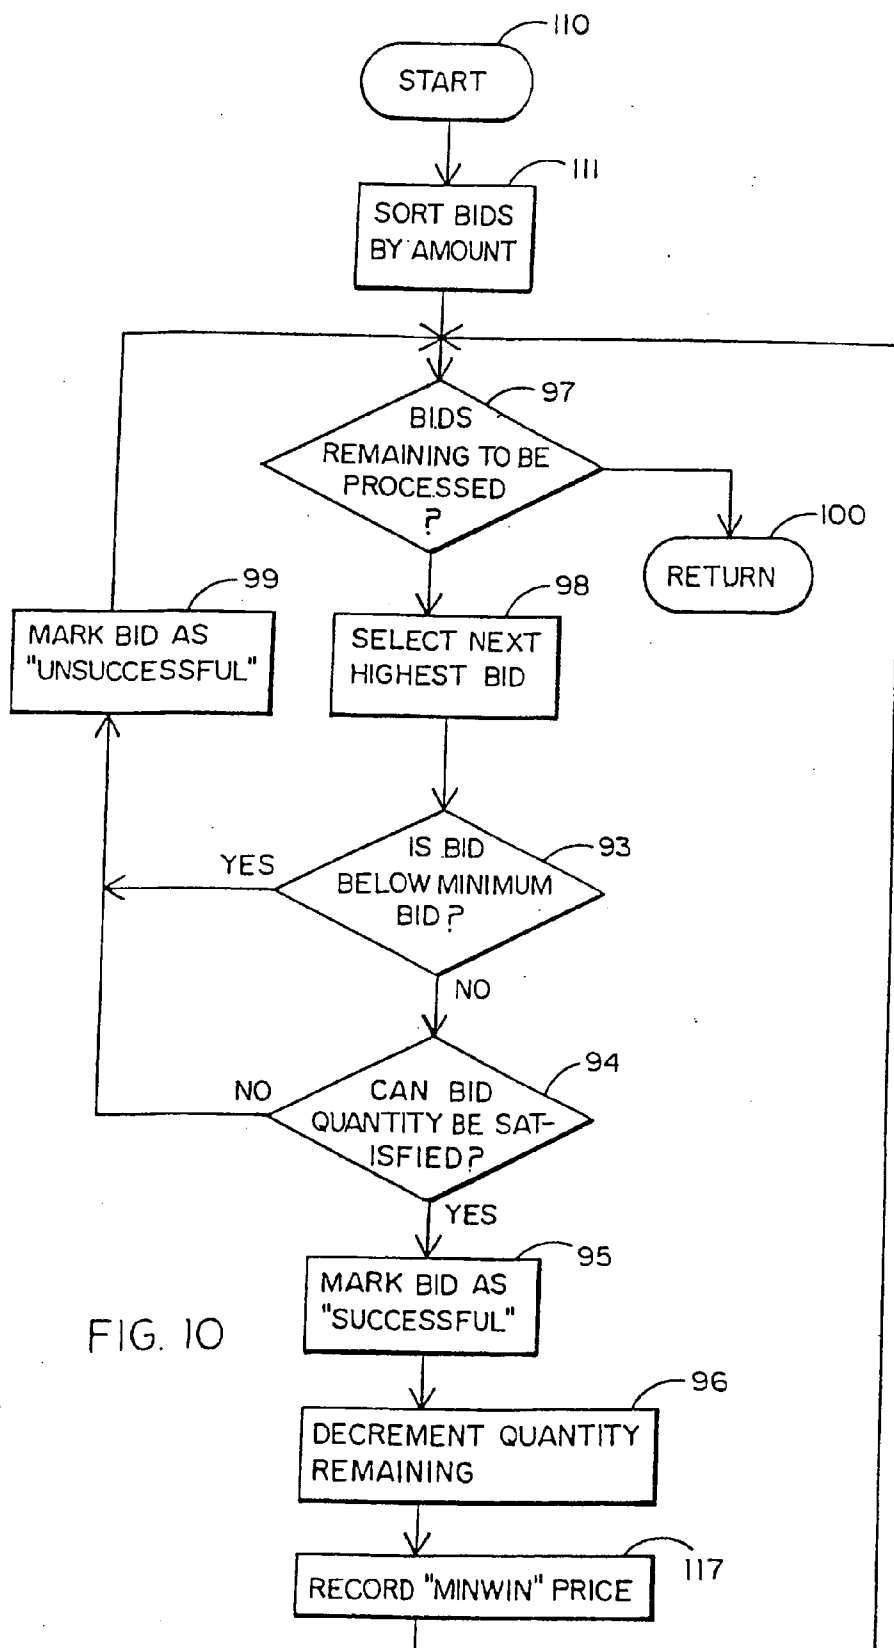 110
START
111
SORT BIDS
BY AMOUNT
97
BIDS
REMAINING TO BE
PROCESSED
?
100
RETURN
99
MARK BID AS
"UNSUCCESSFUL"
98
SELECT NEXT
HIGHEST BID
93
IS BID
BELOW MINIMUM
BID?
YES
NO
94
CAN BID
QUANTITY BE SAT-
ISFIED?
NO
YES
95
MARK BID AS
"SUCCESSFUL"
FIG. 10
96
DECREMENT QUANTITY
REMAINING
117
RECORD "MINWIN" PRICE